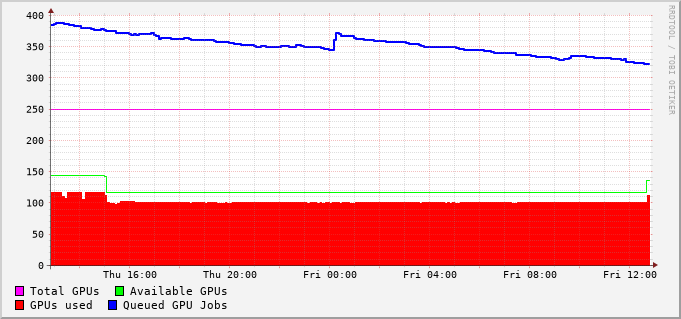 400
350
300
250
200
150
100
50
0
Thu 16:00 Thu 20:00 Fri 00:00 Fri 04:00 Fri 08:00 Fri 12:00
Total GPUs Available GPUs
GPUs used Queued GPU Jobs
RRDTOOL / TOBI OETIKER